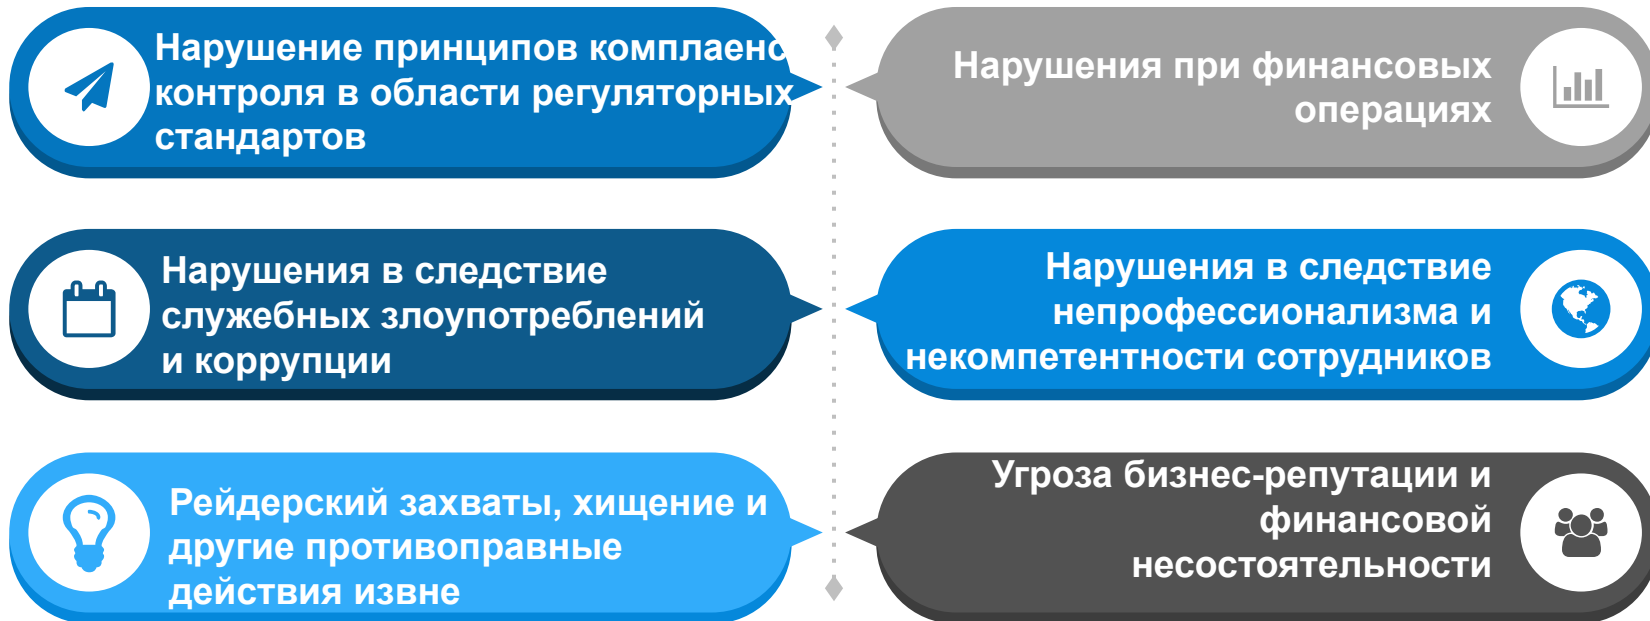 Нарушение принципов комплаенс
контроля в области регуляторных
стандартов
Нарушения при финансовых
операциях
Нарушения в следствие
служебных злоупотреблений
и коррупции
Нарушения в следствие
непрофессионализма и
некомпетентности сотрудников
Рейдерский захваты, хищение и
другие противоправные
действия извне
Угроза бизнес-репутации и
финансовой
несостоятельности